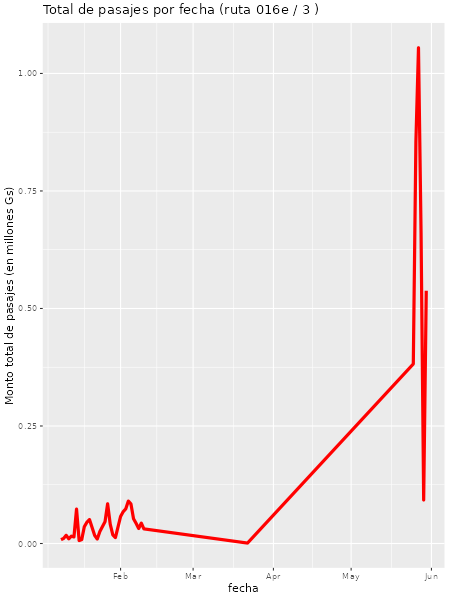 Total de pasajes por fecha (ruta 016e / 3 )
Monto total de pasajes (en millones Gs)
1.00
0.75
0.50
0.25
0.00
Feb Mar Apr May Jun
fecha